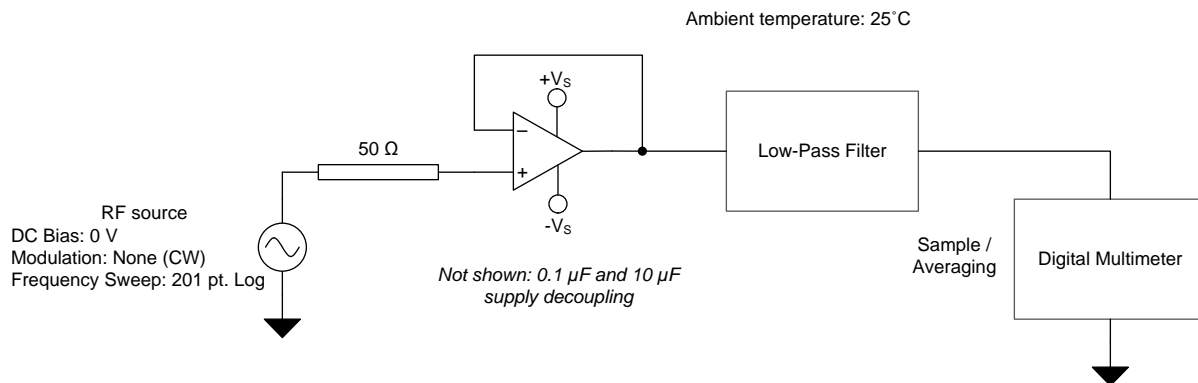 Ambient temperature: 25˚C
+VS
50 Ω
−
+
-VS
Low-Pass Filter
RF source
DC Bias: 0 V
Modulation: None (CW)
Frequency Sweep: 201 pt. Log
Not shown: 0.1 µF and 10 µF
supply decoupling
Sample /
Averaging
Digital Multimeter